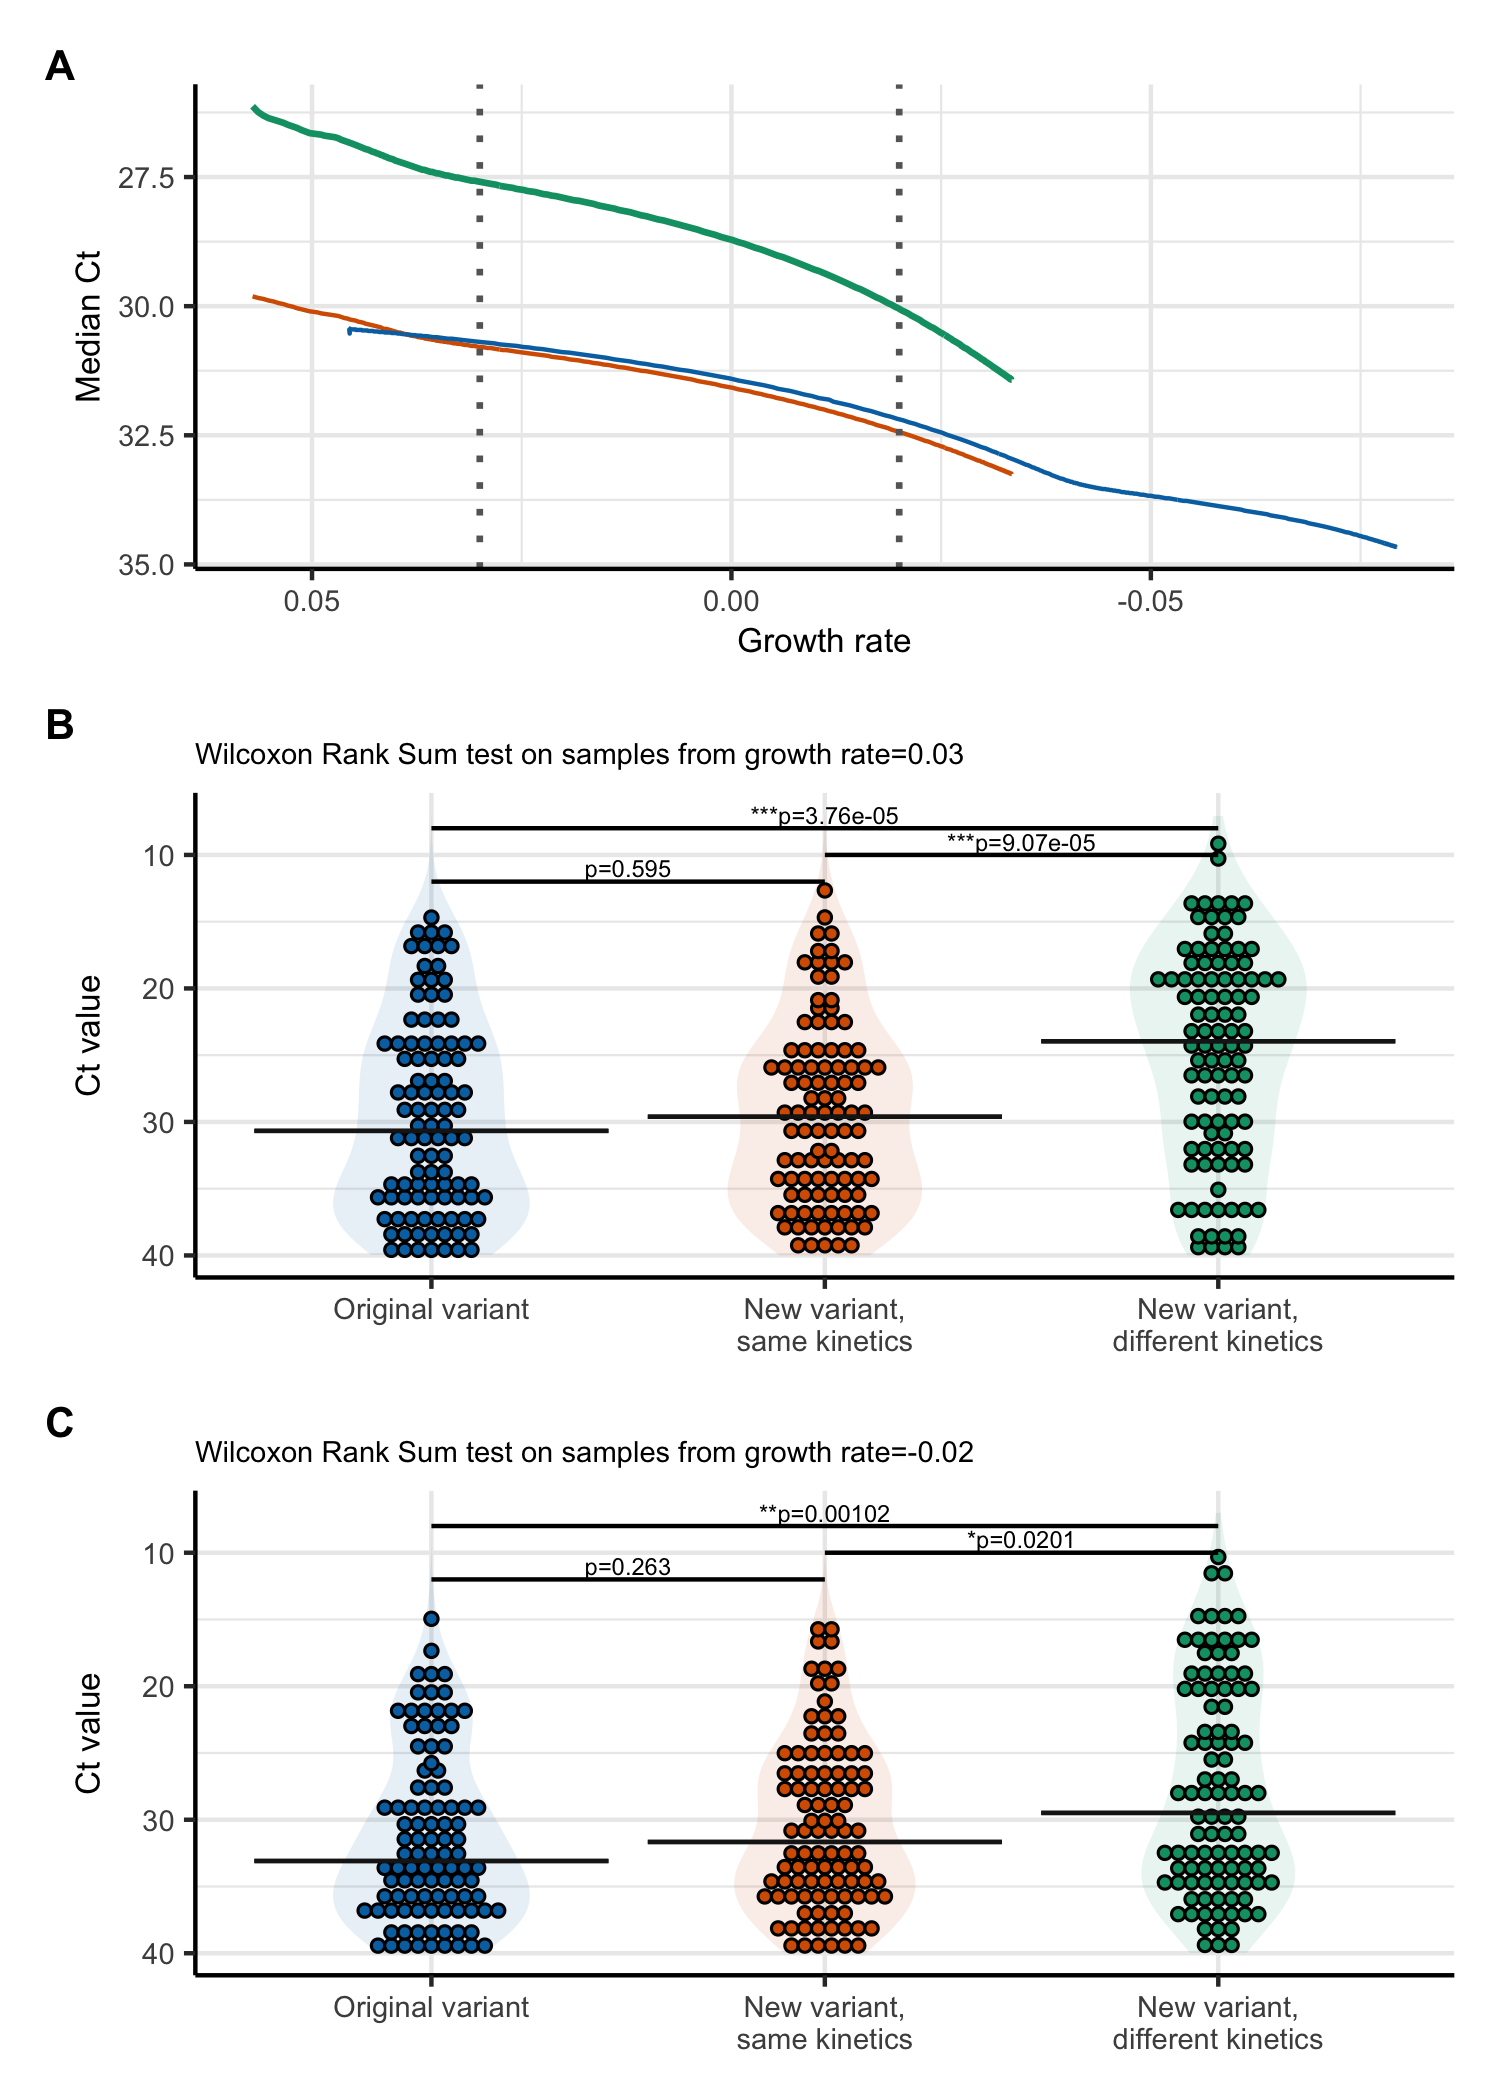 A
27.5
30.0
32.5
35.0
Median Ct
0.05
0.00
-0.05
Growth rate
B
Wilcoxon Rank Sum test on samples from growth rate=0.03
***p=3.76e-05
***p=9.07e-05
p=0.595
10
20
30
40
Ct value
Original variant
New variant,
same kinetics
New variant,
different kinetics
C
Wilcoxon Rank Sum test on samples from growth rate=-0.02
**p=0.00102
*p=0.0201
p=0.263
10
20
30
40
Ct value
Original variant
New variant,
same kinetics
New variant,
different kinetics